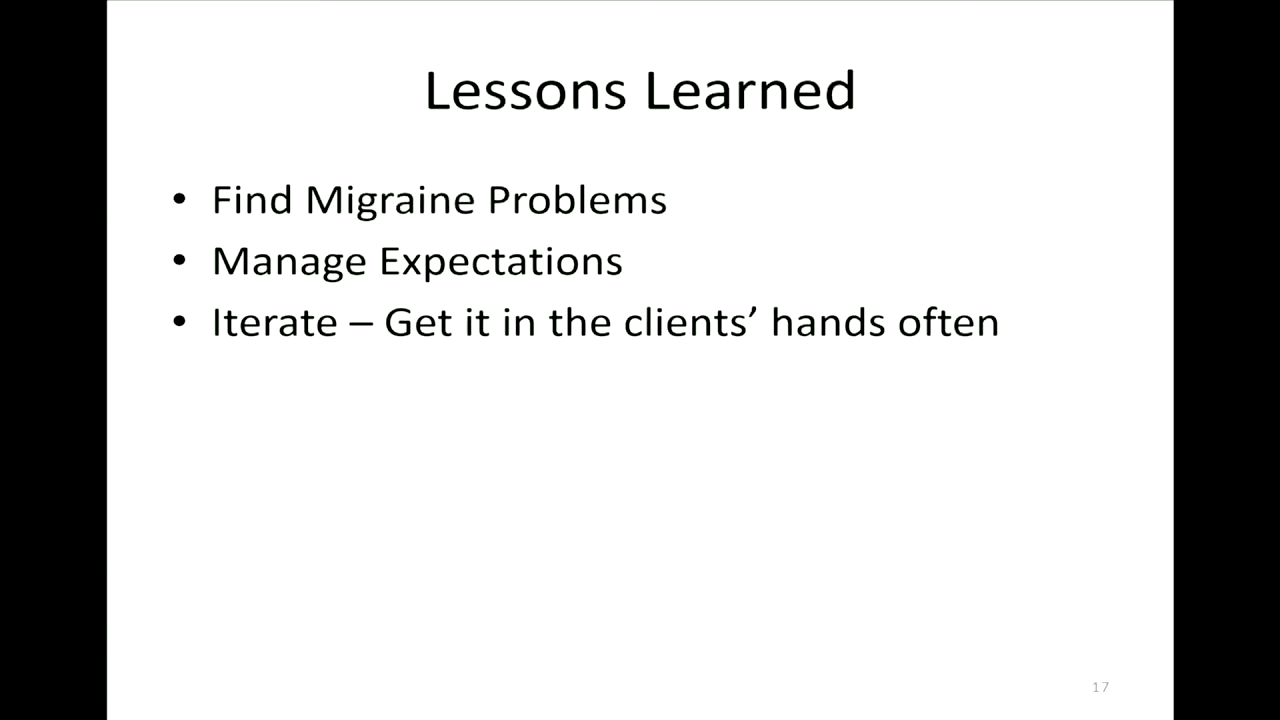 Lessons Learned
• Find Migraine Problems
• Manage Expectations
• Iterate – Get it in the clients’ hands often
17